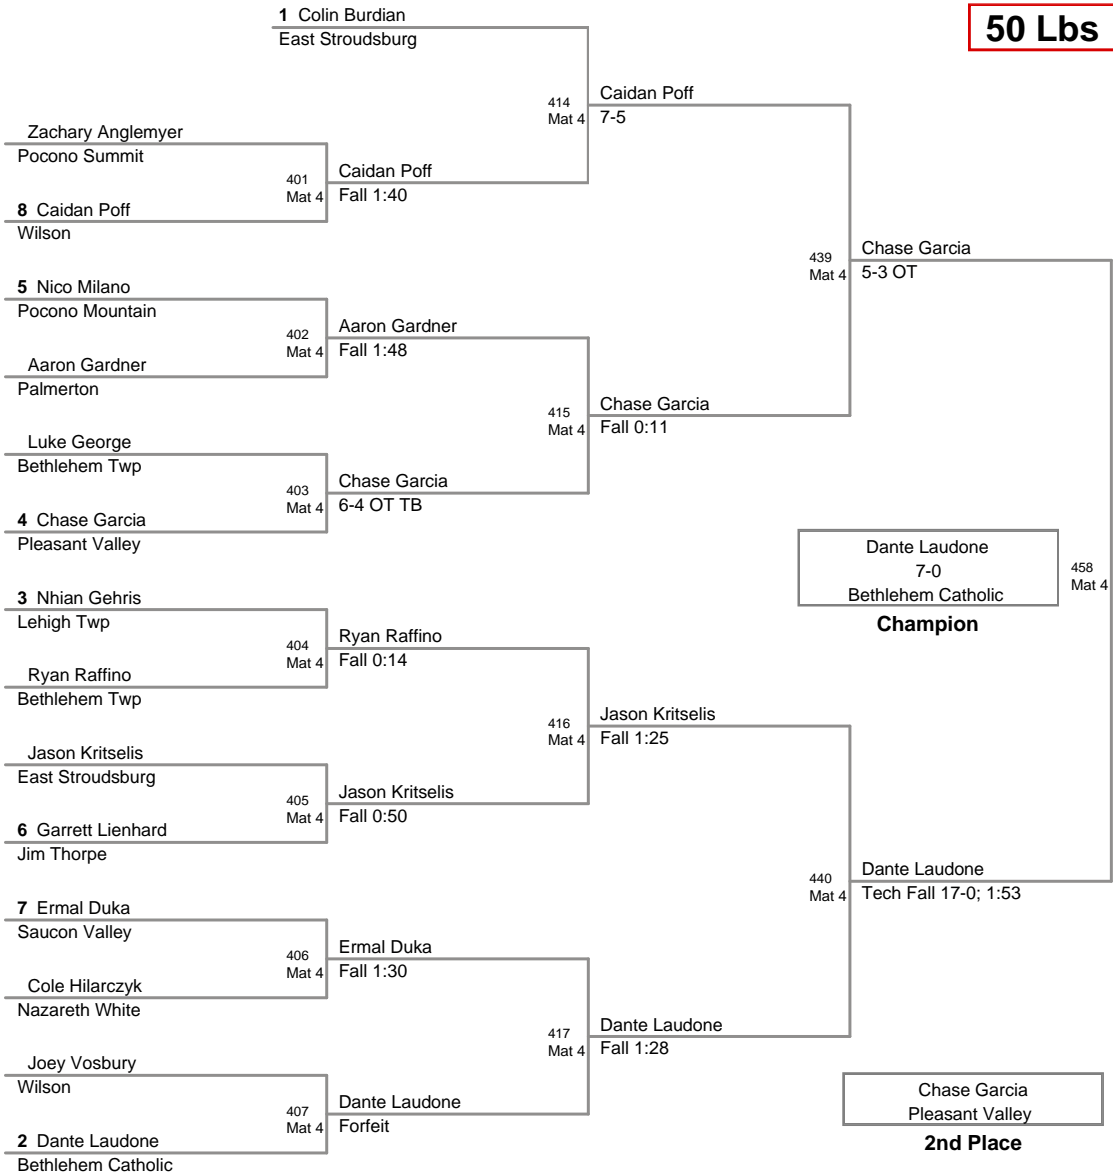 1 Colin Burdian
East Stroudsburg
50 Lbs
414
Mat 4
Caidan Poff
7-5
Zachary Anglemyer
Pocono Summit
401
Mat 4
Caidan Poff
Fall 1:40
8 Caidan Poff
Wilson
439
Mat 4
Chase Garcia
5-3 OT
5 Nico Milano
Pocono Mountain
402
Mat 4
Aaron Gardner
Fall 1:48
Aaron Gardner
Palmerton
415
Mat 4
Chase Garcia
Fall 0:11
Luke George
Bethlehem Twp
403
Mat 4
Chase Garcia
6-4 OT TB
4 Chase Garcia
Pleasant Valley
Dante Laudone
7-0
Bethlehem Catholic
Champion
458
Mat 4
3 Nhian Gehris
Lehigh Twp
404
Mat 4
Ryan Raffino
Fall 0:14
Ryan Raffino
Bethlehem Twp
416
Mat 4
Jason Kritselis
Fall 1:25
Jason Kritselis
East Stroudsburg
405
Mat 4
Jason Kritselis
Fall 0:50
6 Garrett Lienhard
Jim Thorpe
440
Mat 4
Dante Laudone
Tech Fall 17-0; 1:53
7 Ermal Duka
Saucon Valley
406
Mat 4
Ermal Duka
Fall 1:30
Cole Hilarczyk
Nazareth White
417
Mat 4
Dante Laudone
Fall 1:28
Joey Vosbury
Wilson
407
Mat 4
Dante Laudone
Forfeit
2 Dante Laudone
Bethlehem Catholic
Chase Garcia
Pleasant Valley
2nd Place